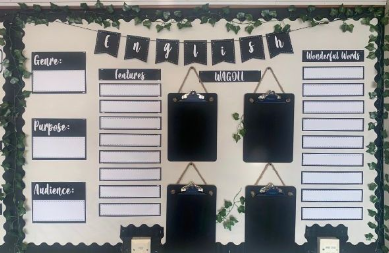 English
Genre:
Features
WAGOLL
Wonderful Words
Purpose:
Audience: